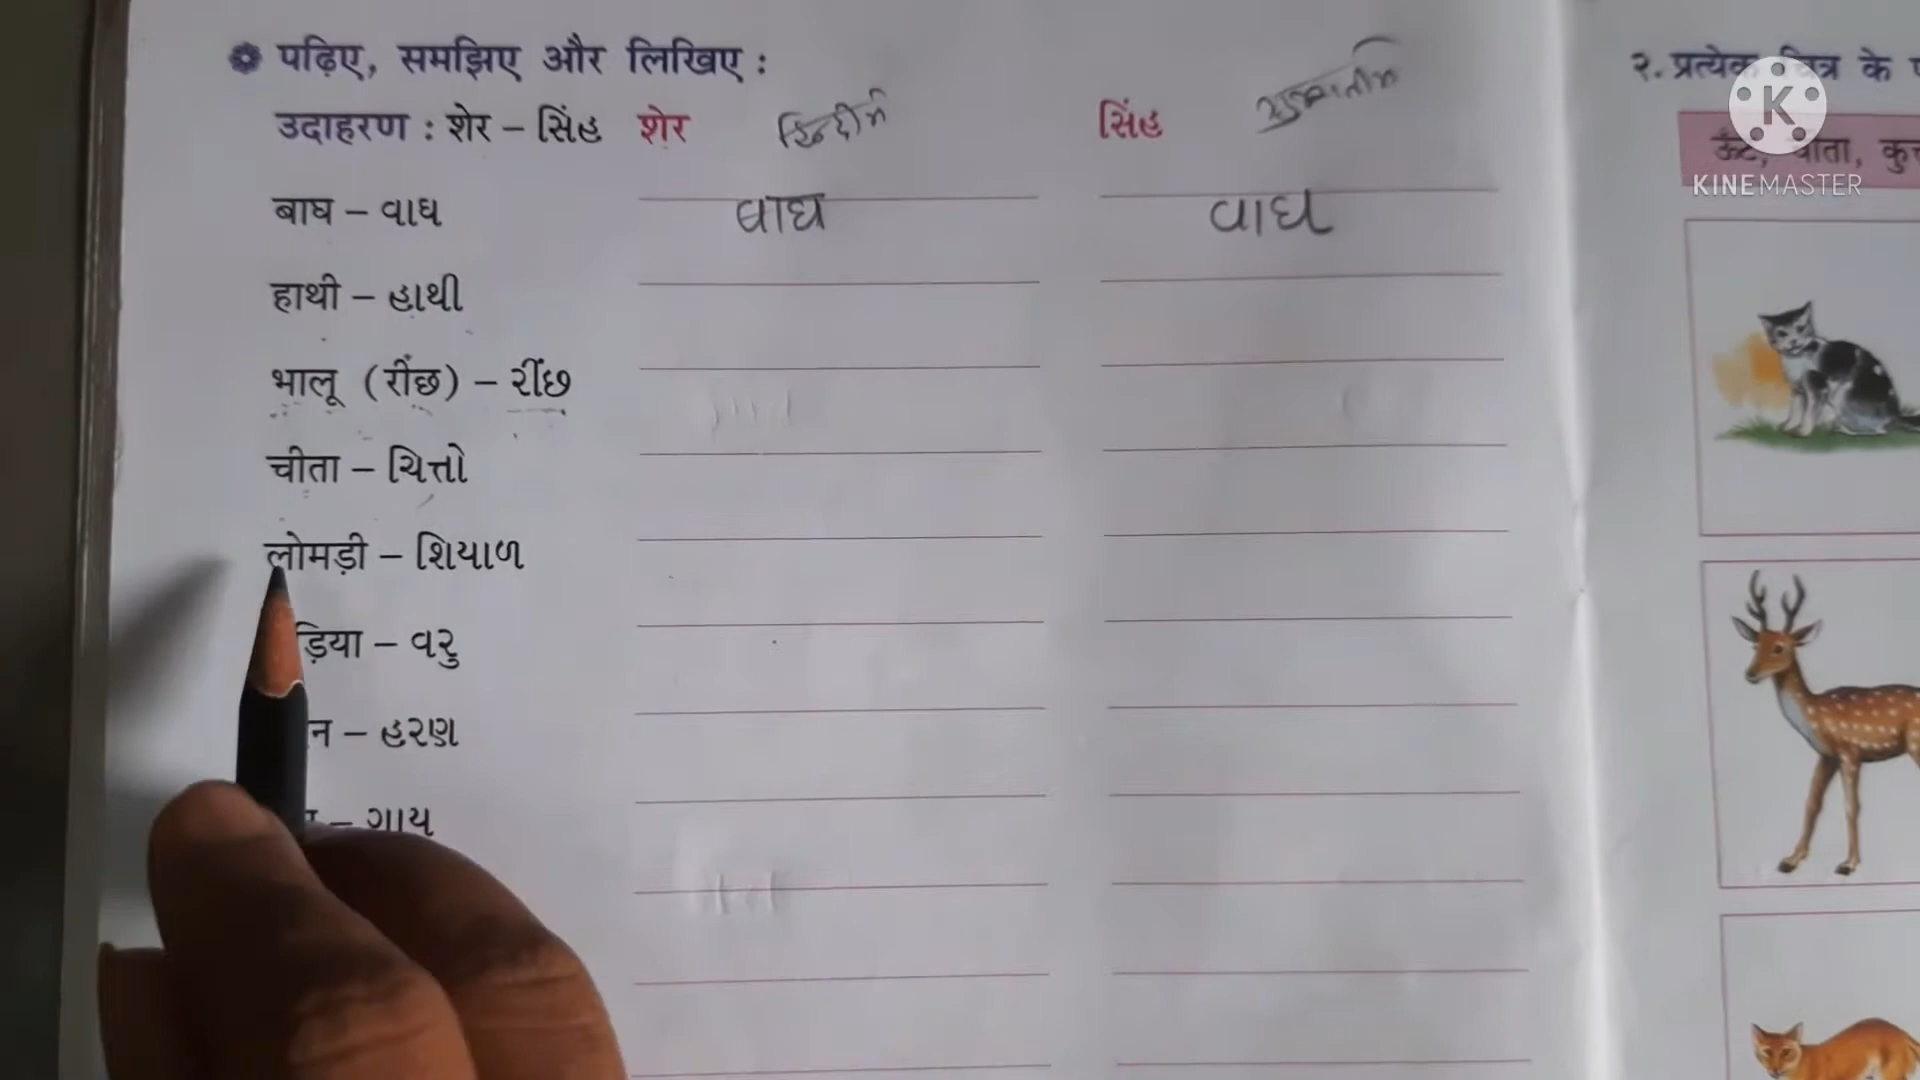 पढ़िए, समझिए और लिखिए :
उदाहरण : शेर – સિંહ शेर हिन्दीमे સિંહ
बाघ – વાઘ बाघ વાઘ
हाथी – હાથી
भालू (रींछ) – રીંછ
चीता – ચિત્તો
लोमड़ी – શિયાળ
ड़िया – વરુ
न – હરણ
– ગાય
२. प्रत्येक चित्र के
ऊँट, चीता,
KINEMASTER